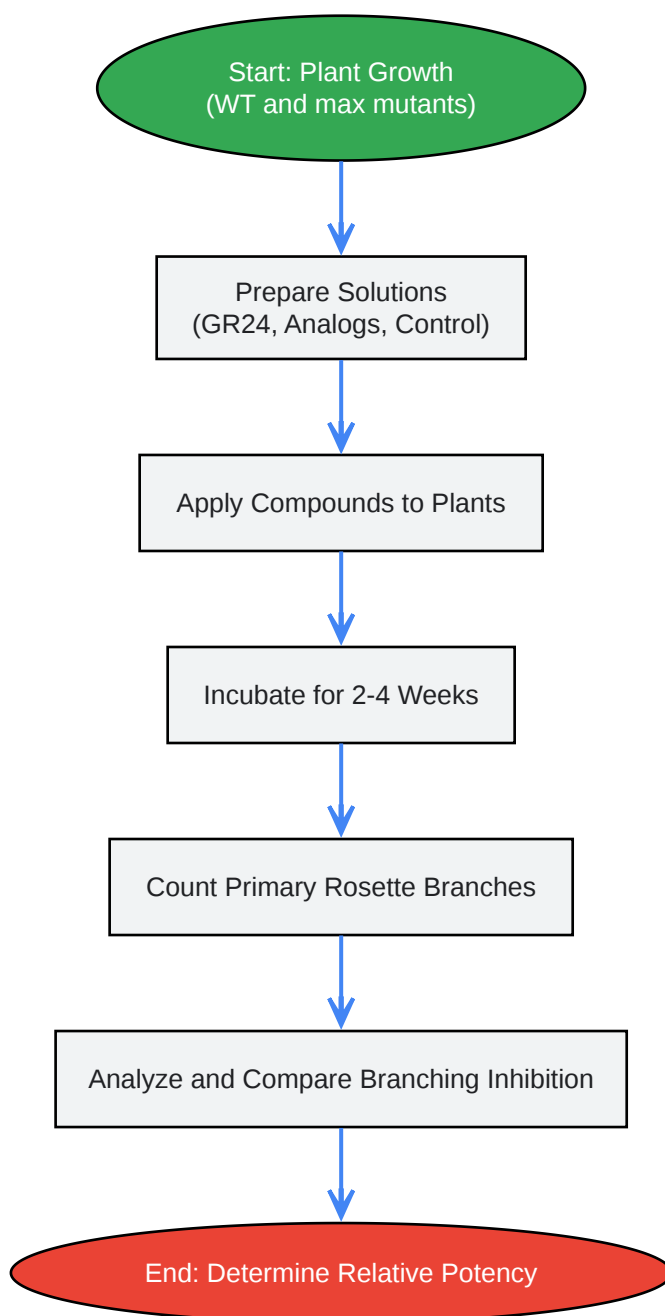 Start: Plant Growth
(WT and max mutants)
Prepare Solutions
(GR24, Analogs, Control)
Apply Compounds to Plants
Incubate for 2-4 Weeks
Count Primary Rosette Branches
Analyze and Compare Branching Inhibition
End: Determine Relative Potency